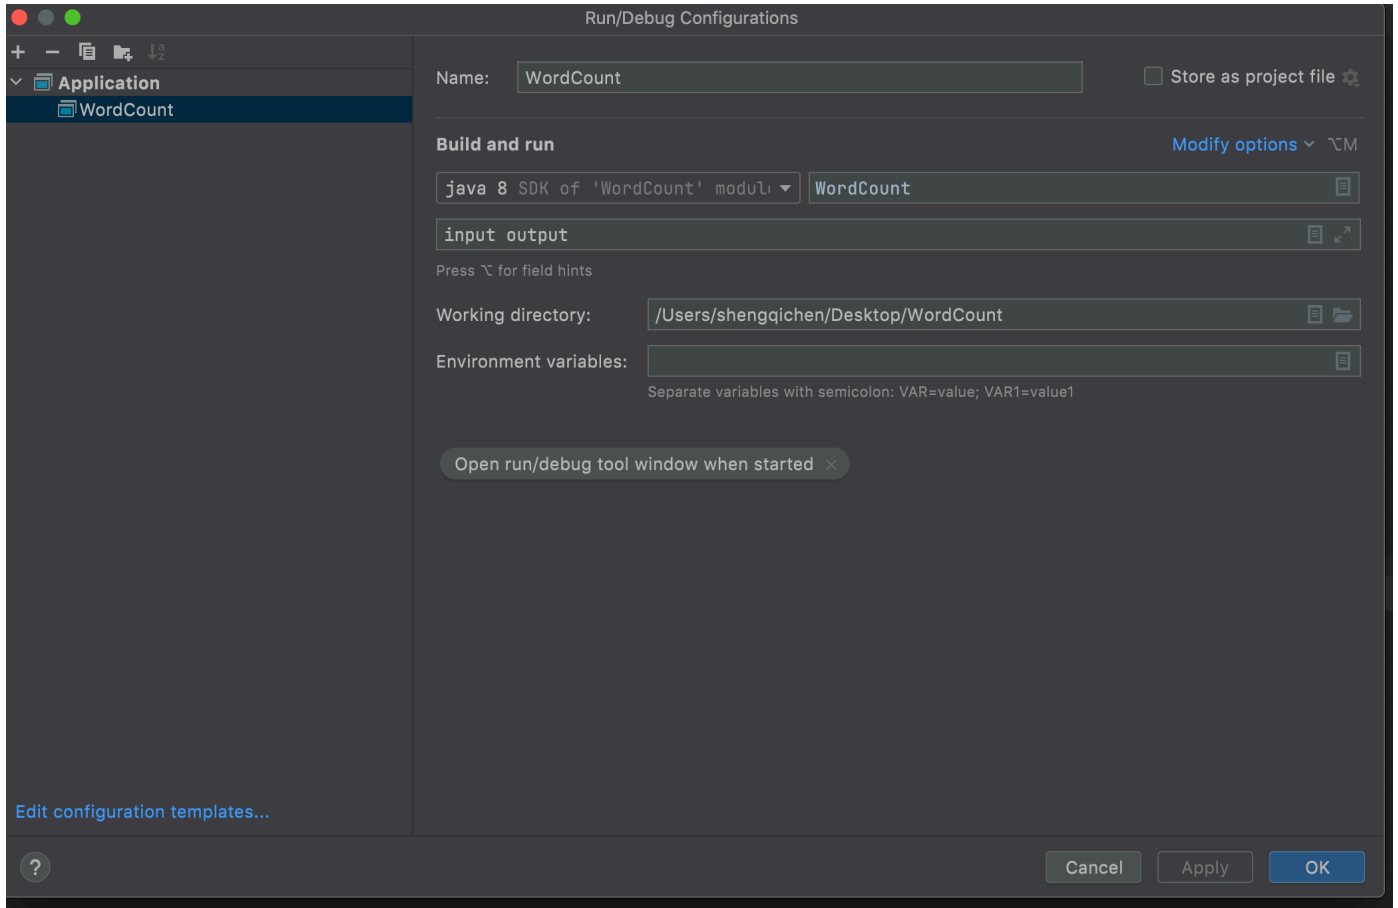 Run/Debug Configurations
Application
WordCount
Edit configuration templates...
?
Name: WordCount
Store as project file
Build and run
Modify options ⌥M
java 8 SDK of 'WordCount' modul
WordCount
input output
Press ⌥ for field hints
Working directory: /Users/shengqichen/Desktop/WordCount
Environment variables:
Separate variables with semicolon: VAR=value; VAR1=value1
Open run/debug tool window when started ×
Cancel Apply OK